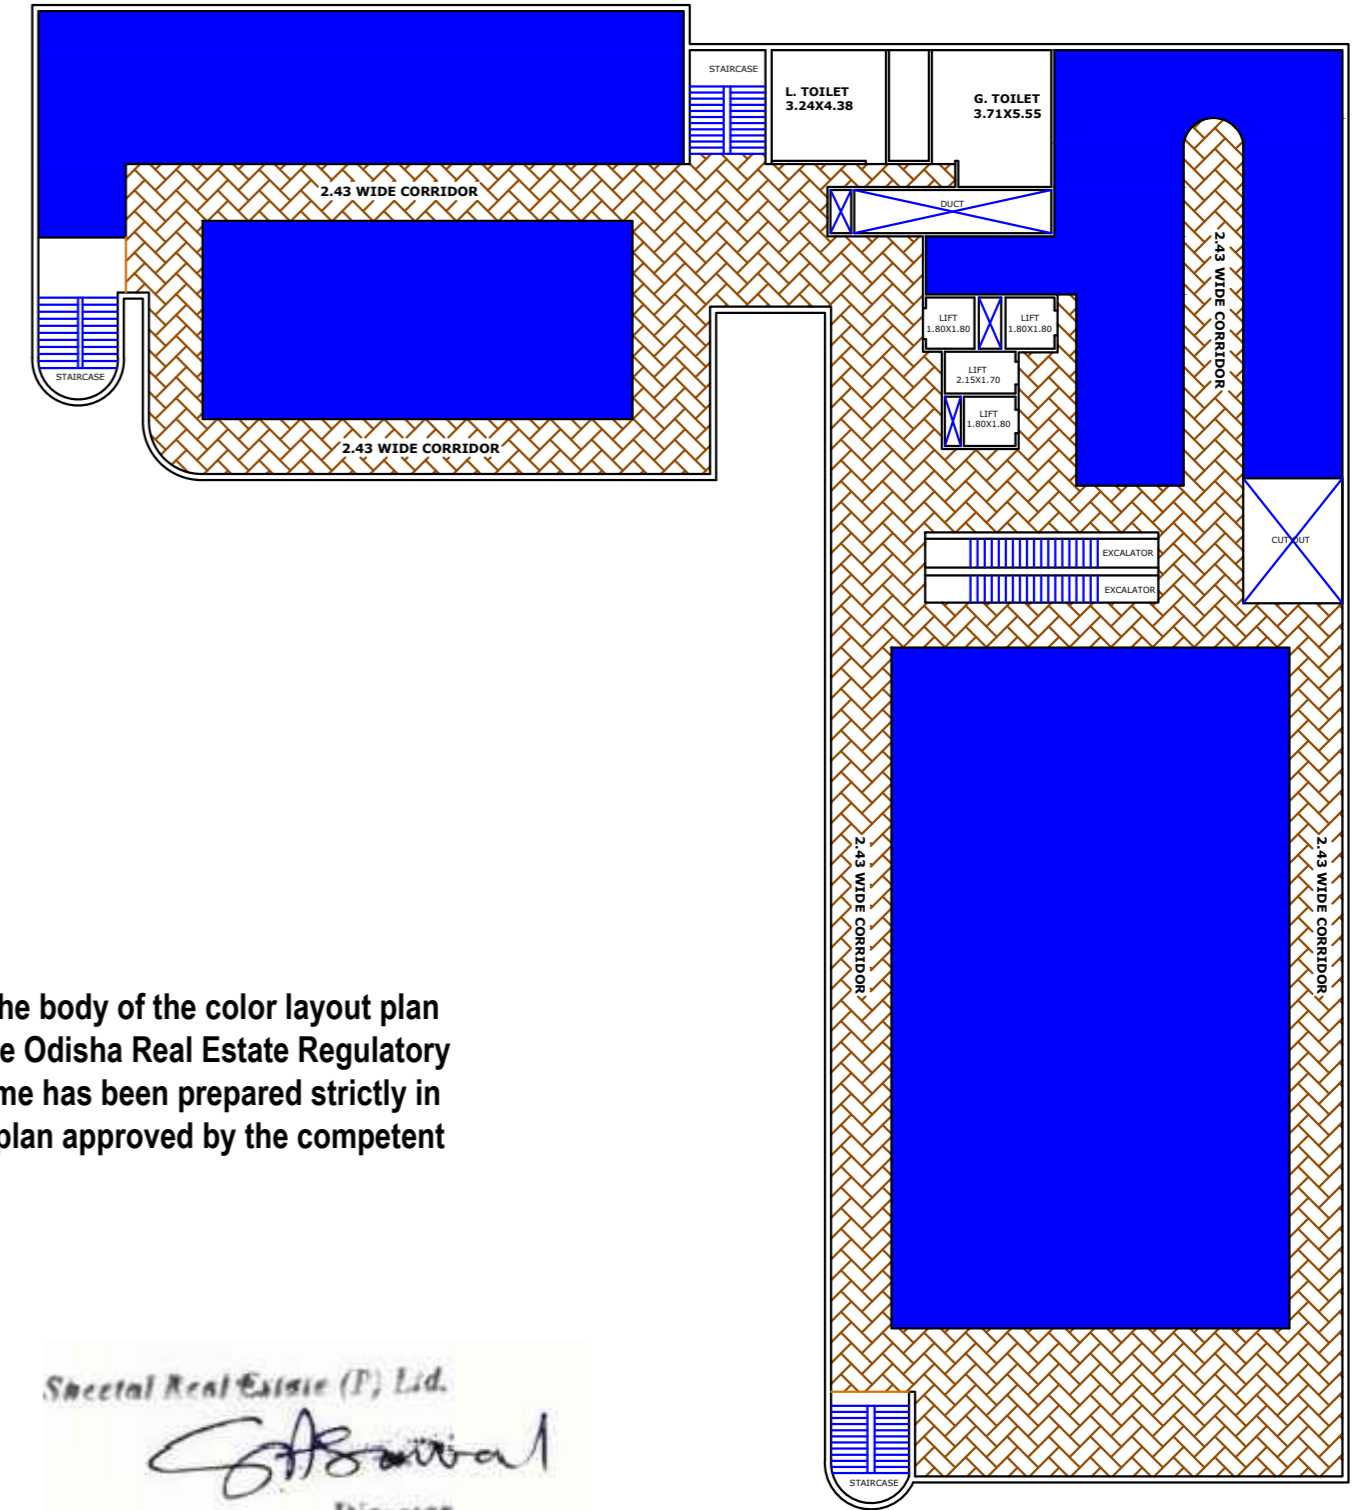 STAIRCASE
L. TOILET
3.24X4.38
G. TOILET
3.71X5.55
2.43 WIDE CORRIDOR
DUCT
2.43 WIDE CORRIDOR
LIFT
1.80X1.80
LIFT
1.80X1.80
LIFT
2.15X1.70
LIFT
1.80X1.80
STAIRCASE
2.43 WIDE CORRIDOR
EXCALATOR
EXCALATOR
CUT OUT
2.43 WIDE CORRIDOR
2.43 WIDE CORRIDOR
he body of the color layout plan
e Odisha Real Estate Regulatory
me has been prepared strictly in
plan approved by the competent
Sheetal Real Estate (P) Ltd.
Director
STAIRCASE